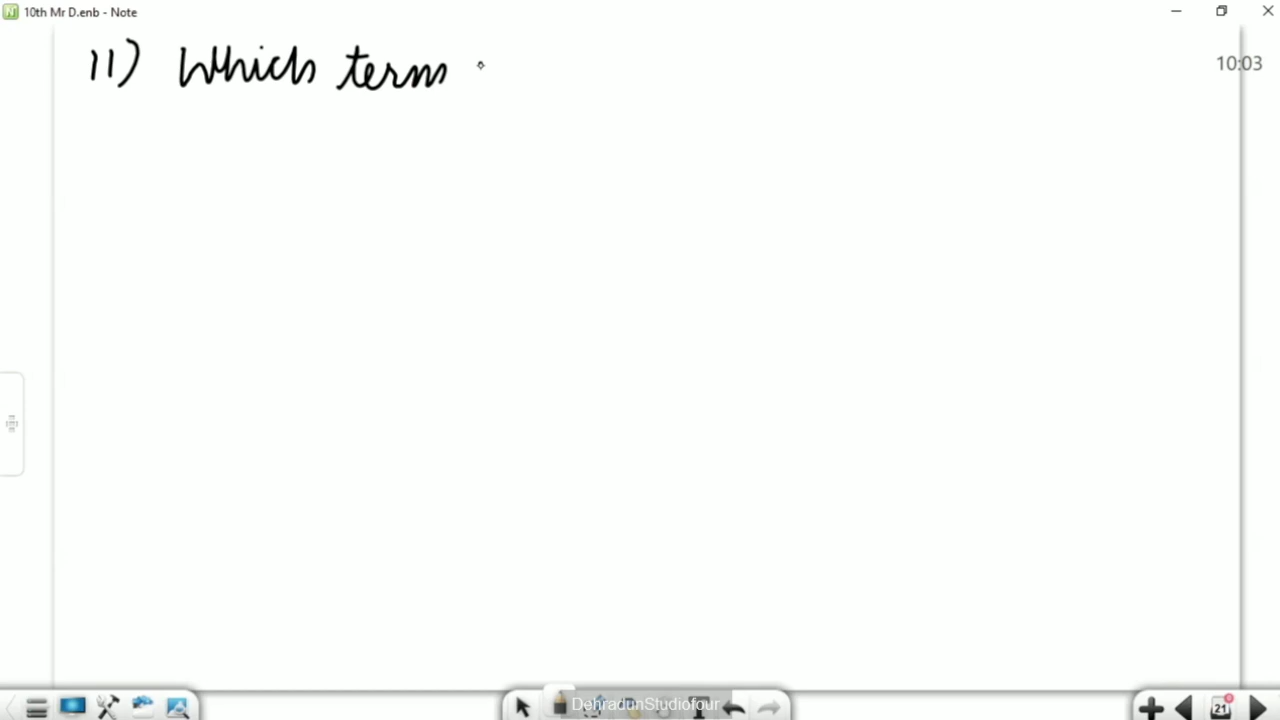 10th Mr D.enb - Note
11) Which term
10:03
DehradunStudiofour
21